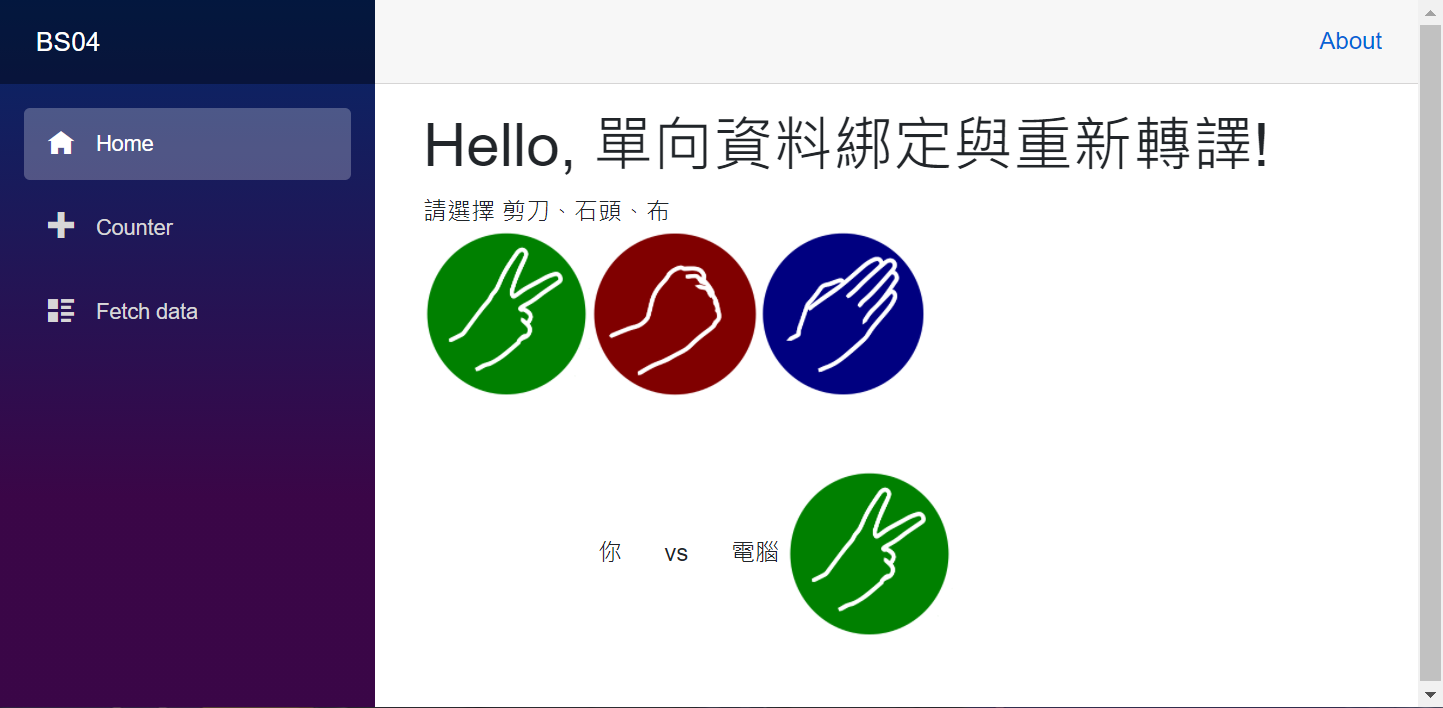 BS04
About
Home
Counter
Fetch data
Hello, 單向資料綁定與重新轉譯!
請選擇 剪刀、石頭、布
你 vs 電腦